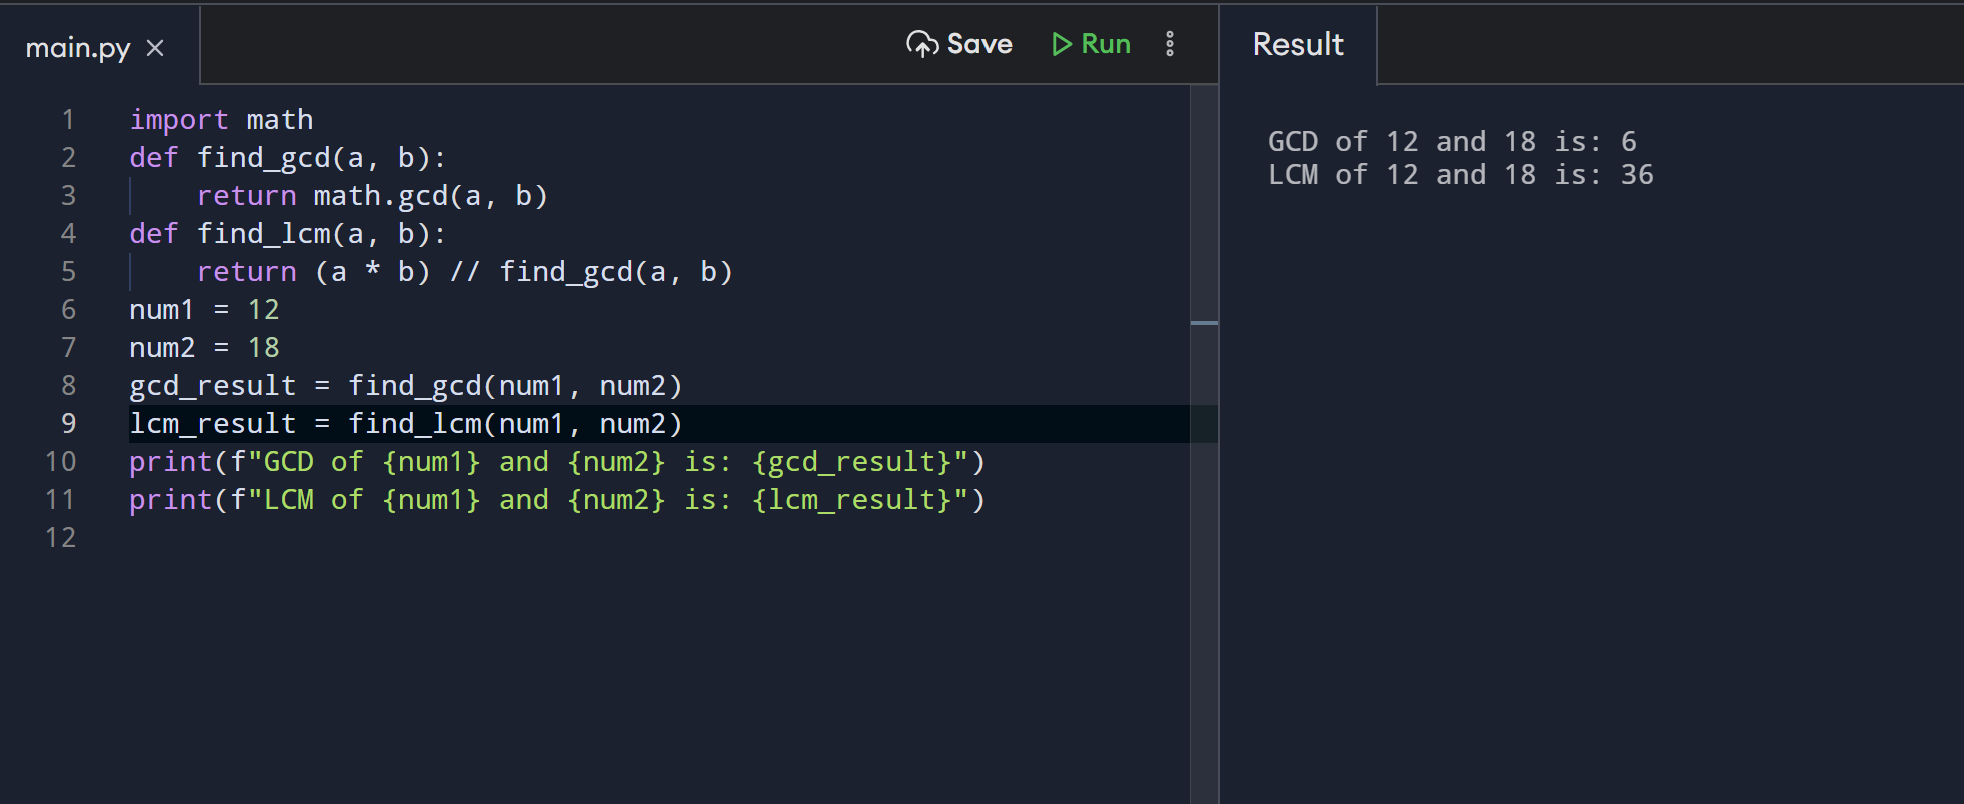 main.py
Save
Run
Result
1 import math
2 def find_gcd(a, b):
3     return math.gcd(a, b)
4 def find_lcm(a, b):
5     return (a * b) // find_gcd(a, b)
6 num1 = 12
7 num2 = 18
8 gcd_result = find_gcd(num1, num2)
9 lcm_result = find_lcm(num1, num2)
10 print(f"GCD of {num1} and {num2} is: {gcd_result}")
11 print(f"LCM of {num1} and {num2} is: {lcm_result}")
12
GCD of 12 and 18 is: 6
LCM of 12 and 18 is: 36